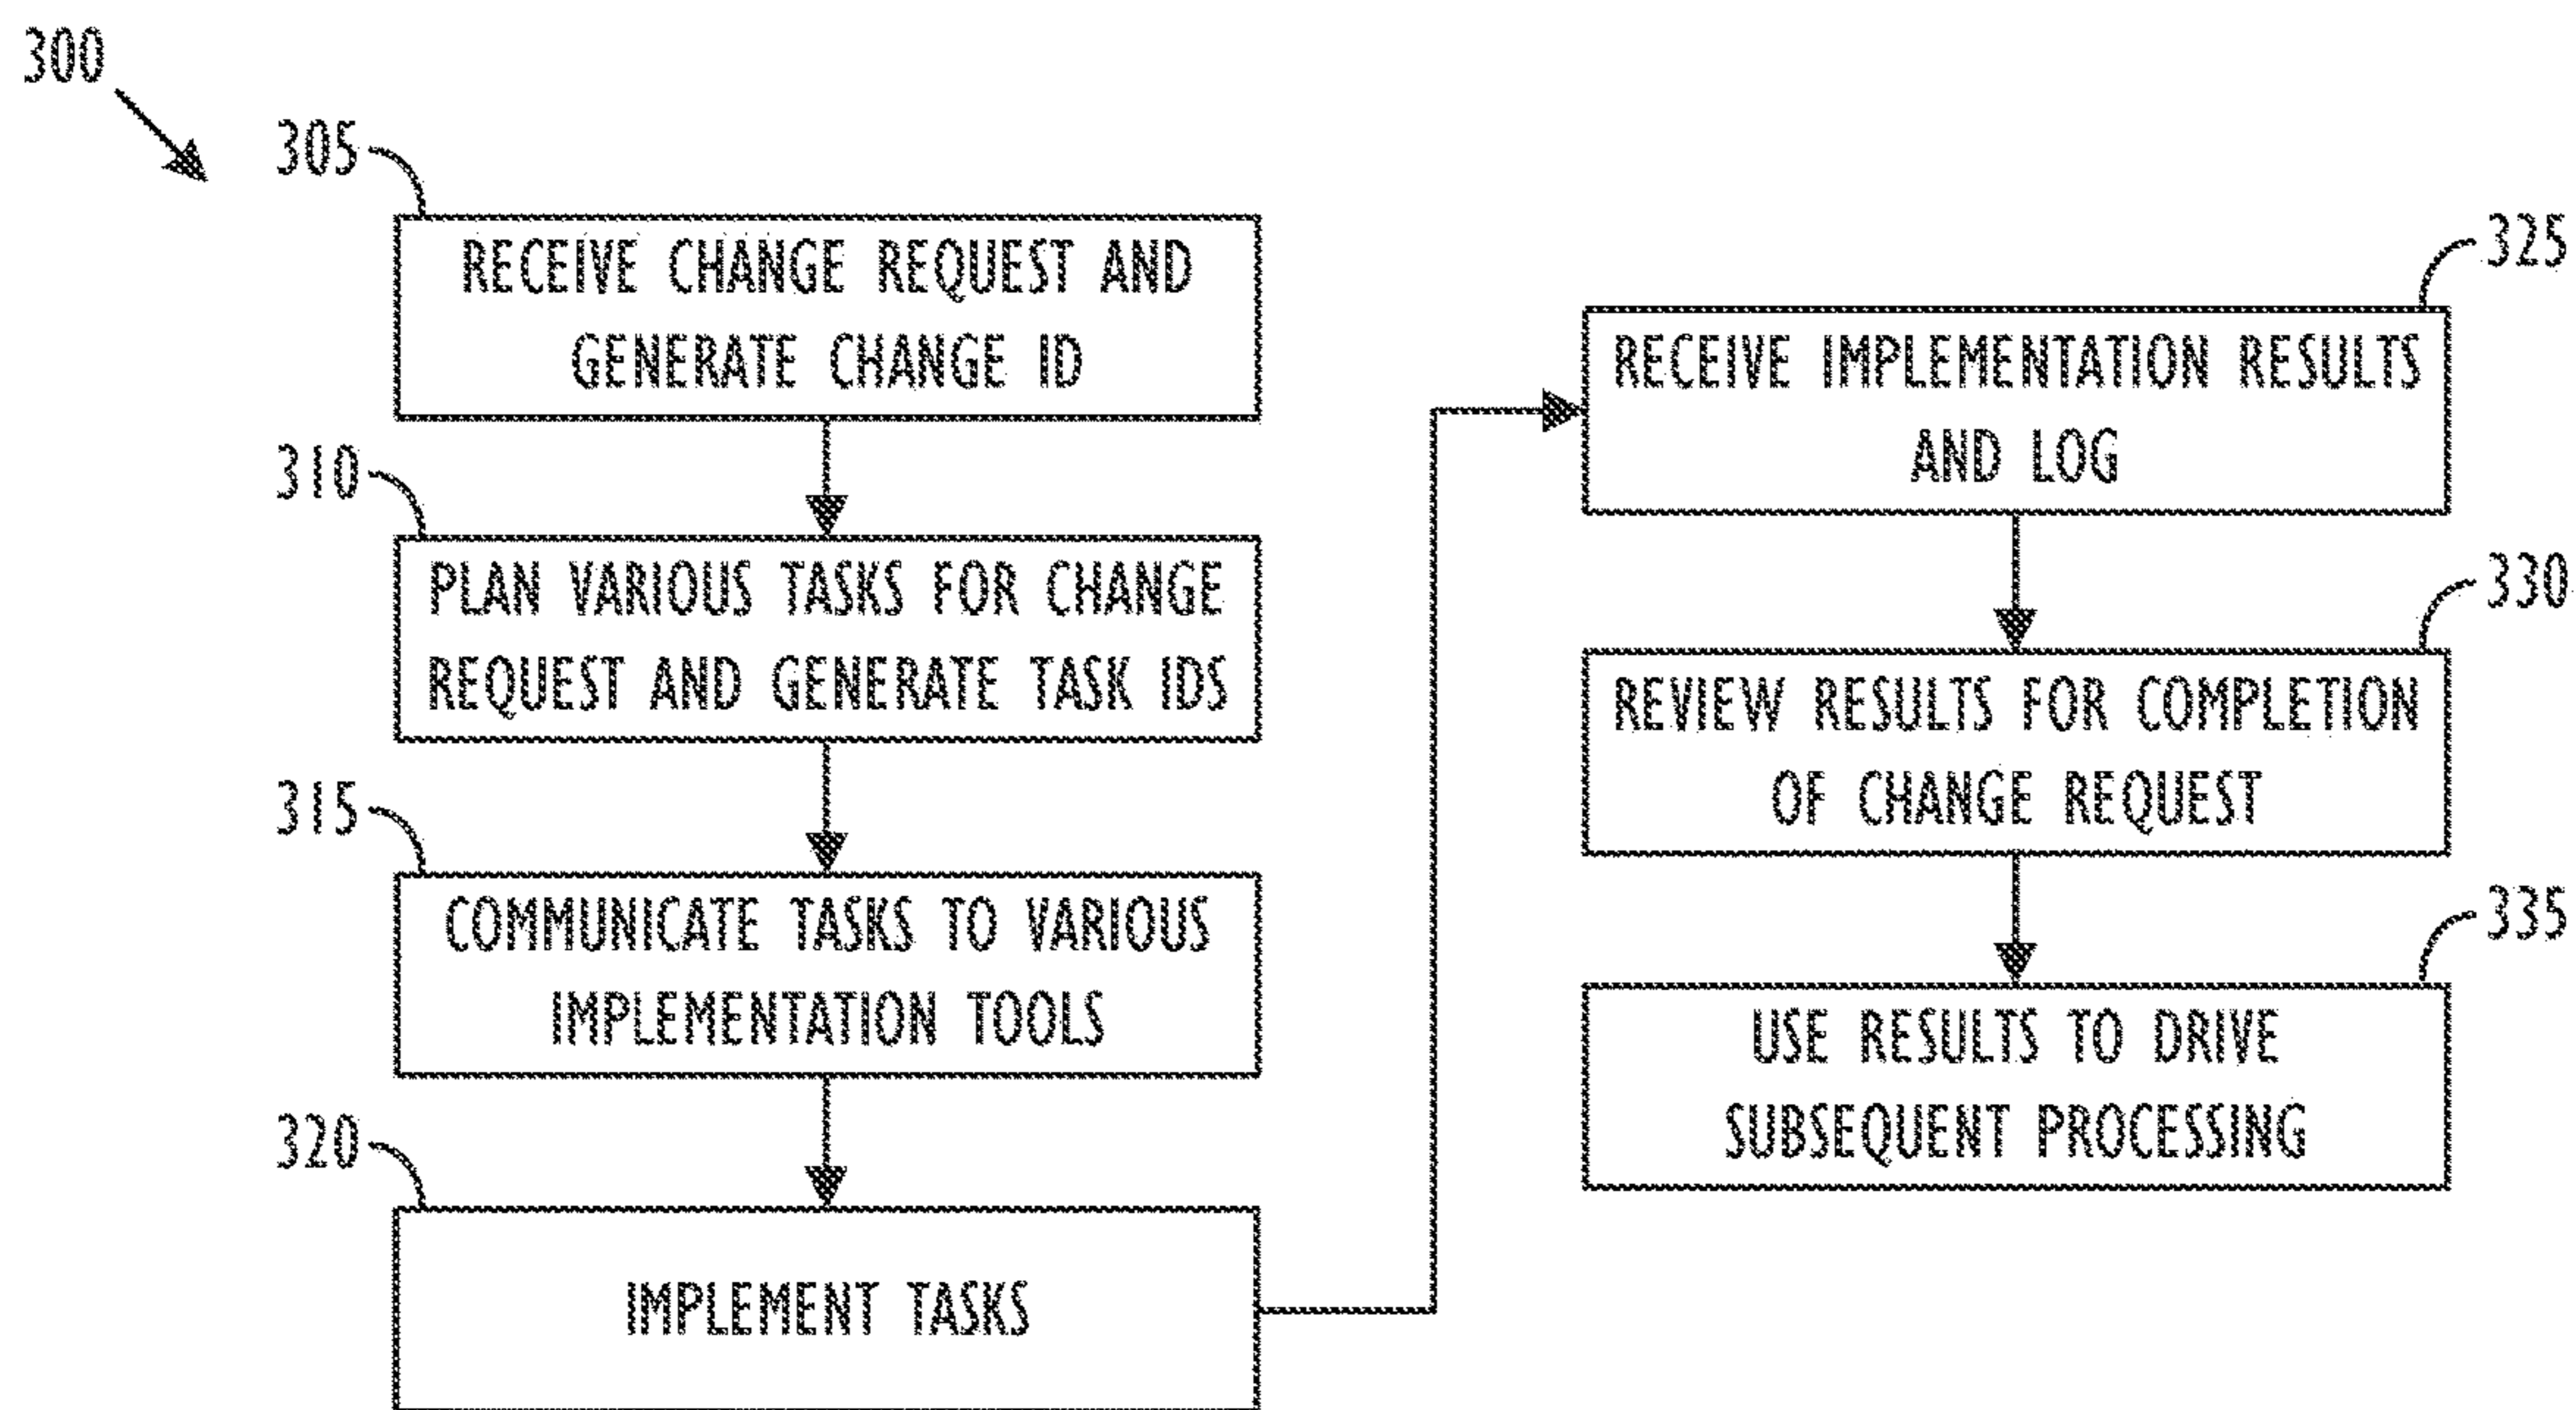 300
305
RECEIVE CHANGE REQUEST AND
GENERATE CHANGE ID
310
PLAN VARIOUS TASKS FOR CHANGE
REQUEST AND GENERATE TASK IDS
315
COMMUNICATE TASKS TO VARIOUS
IMPLEMENTATION TOOLS
320
IMPLEMENT TASKS
325
RECEIVE IMPLEMENTATION RESULTS
AND LOG
330
REVIEW RESULTS FOR COMPLETION
OF CHANGE REQUEST
335
USE RESULTS TO DRIVE
SUBSEQUENT PROCESSING